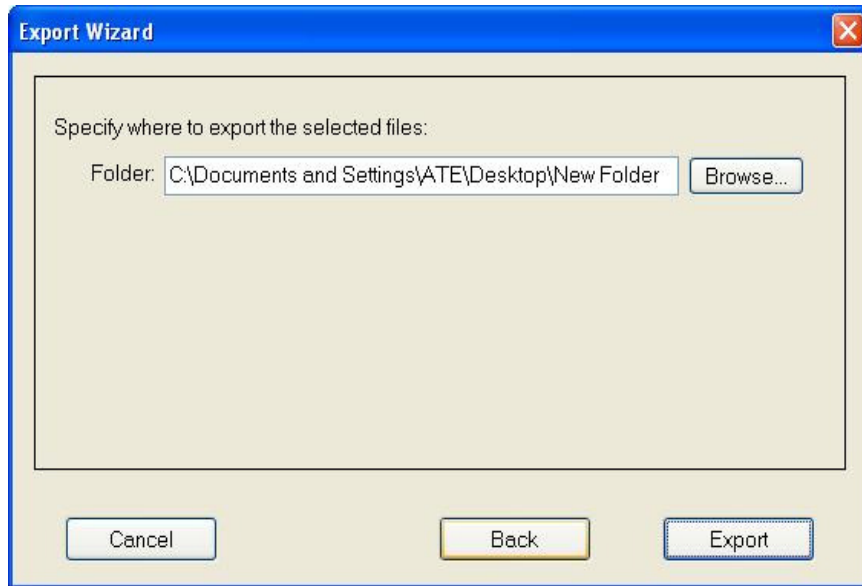 Export Wizard
Specify where to export the selected files:
Folder: C:\Documents and Settings\ATE\Desktop\New Folder Browse...
Cancel Back Export